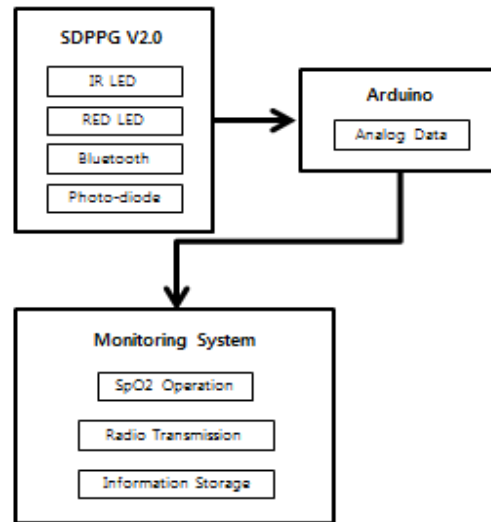 SDPPG V2.0
IR LED
RED LED
Bluetooth
Photo-diode
Arduino
Analog Data
Monitoring System
SpO2 Operation
Radio Transmission
Information Storage